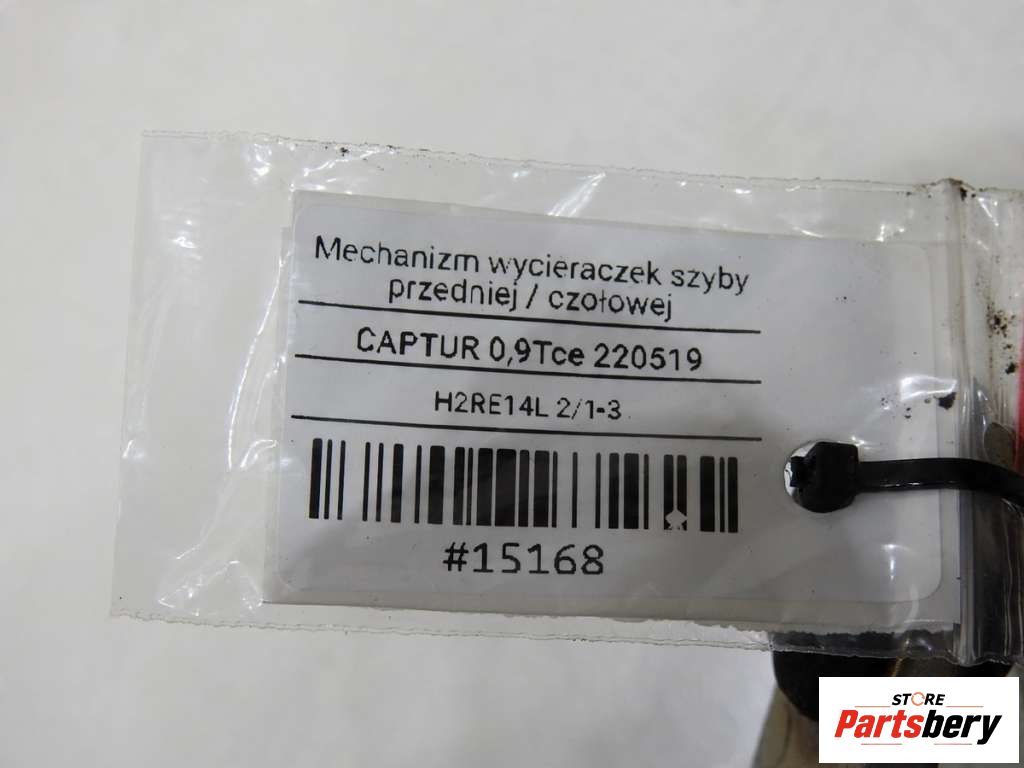 Mechanizm wycieraczek szyby
przedniej / czołowej
CAPTUR 0,9Tce 220519
H2RE14L 2/1-3
#15168
STORE
Partsbery